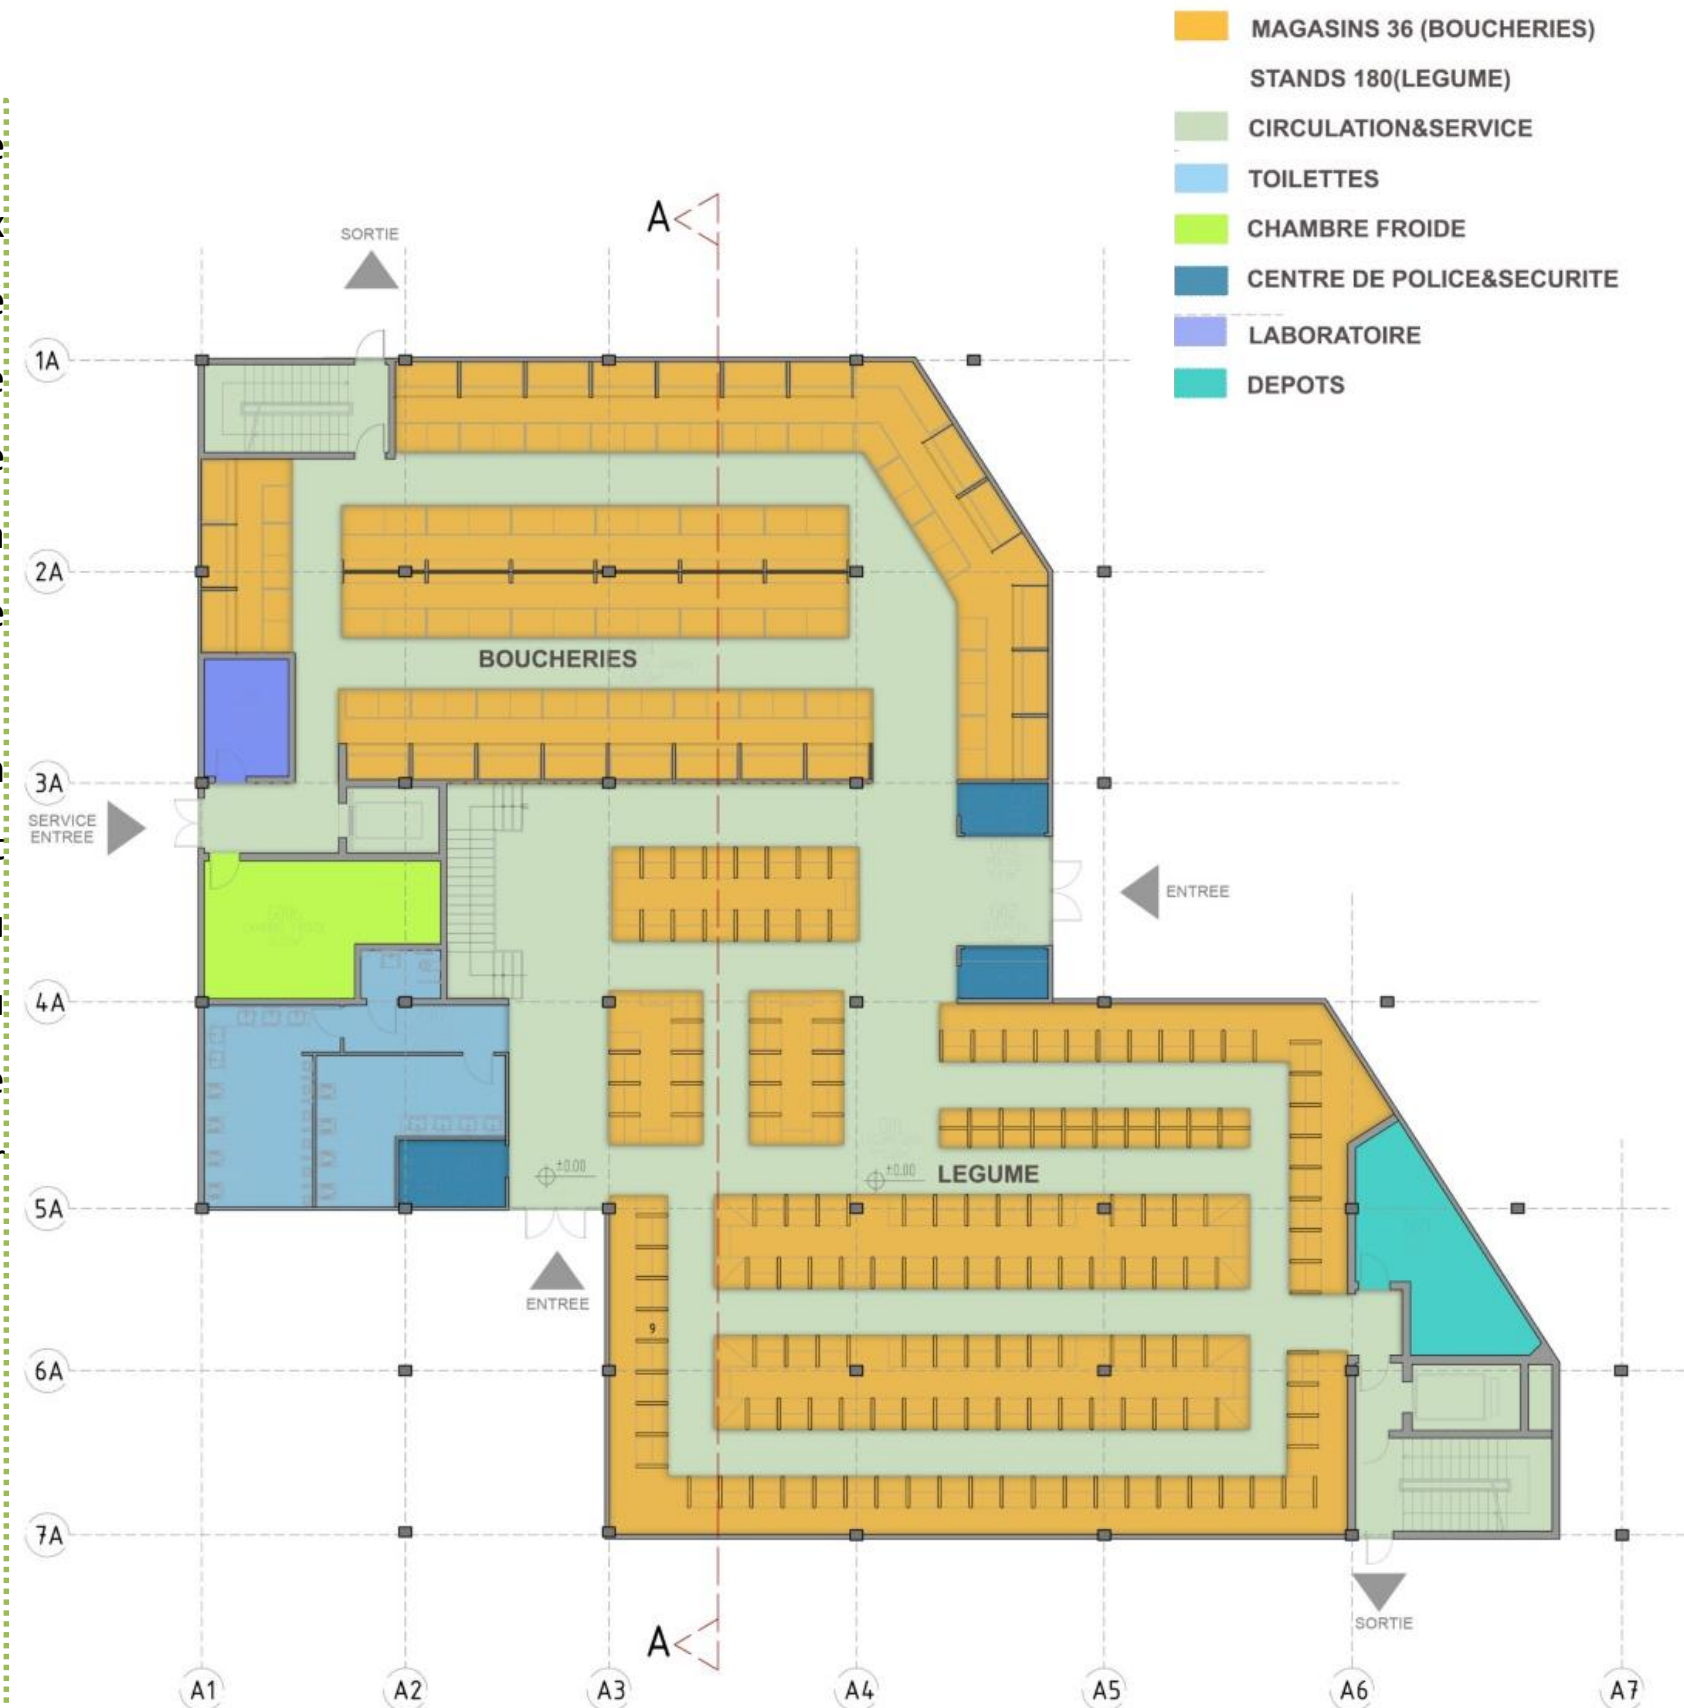 MAGASINS 36 (BOUCHERIES)
STANDS 180(LEGUME)
CIRCULATION&SERVICE
TOILETTES
CHAMBRE FROIDE
CENTRE DE POLICE&SECURITE
LABORATOIRE
DEPOTS
A
SORTIE
1A
2A
BOUCHERIES
3A
SERVICE
ENTREE
ENTREE
4A
±0.00
±0.00
LEGUME
5A
ENTREE
9
6A
7A
SORTIE
A
A1
A2
A3
A4
A5
A6
A7